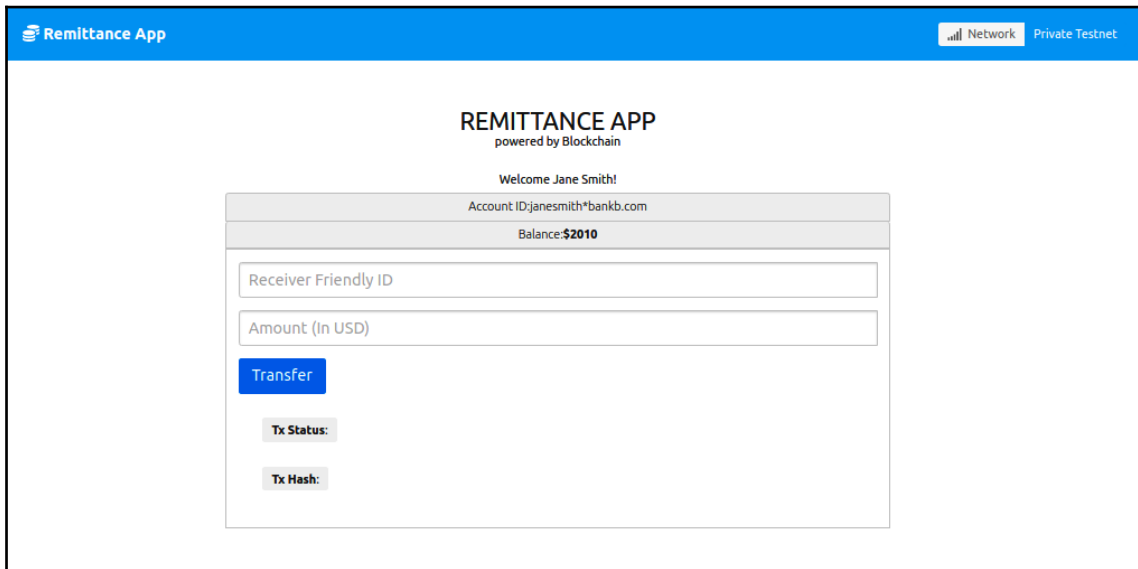 Remittance App
Network Private Testnet
REMITTANCE APP
powered by Blockchain
Welcome Jane Smith!
Account ID:janesmith*bankb.com
Balance:$2010
Receiver Friendly ID
Amount (In USD)
Transfer
Tx Status:
Tx Hash: